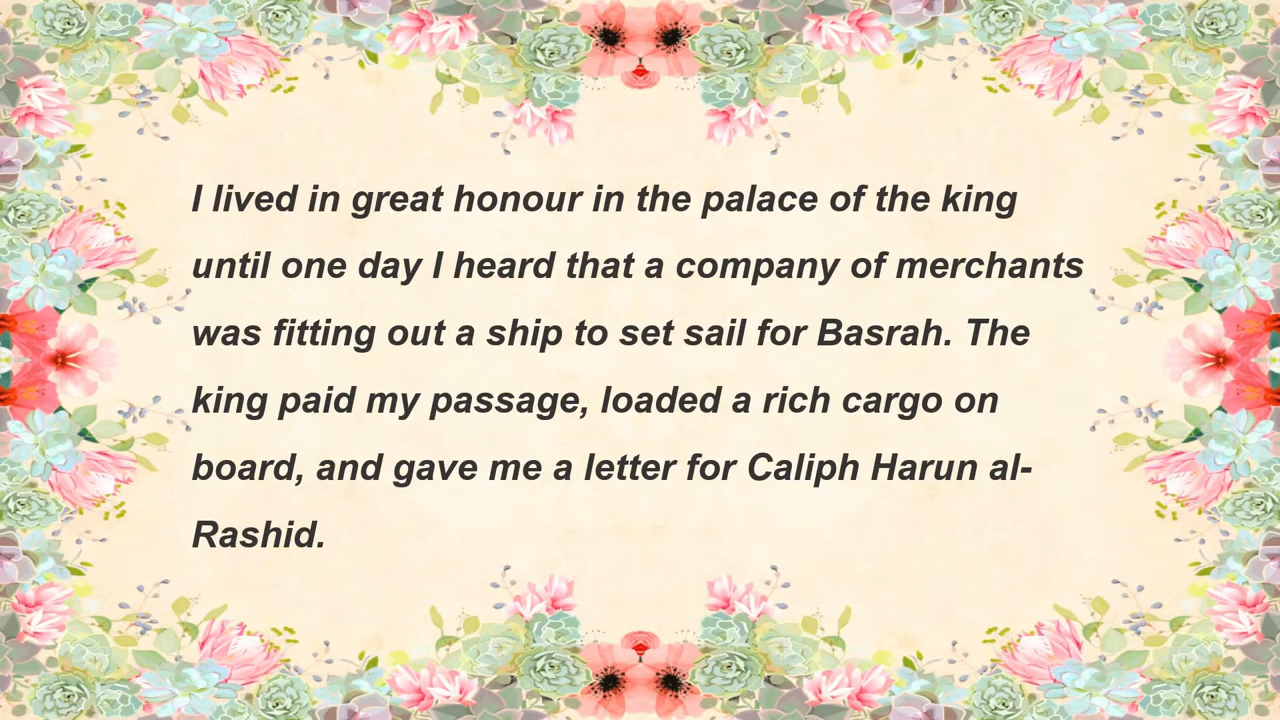 I lived in great honour in the palace of the king
until one day I heard that a company of merchants
was fitting out a ship to set sail for Basrah. The
king paid my passage, loaded a rich cargo on
board, and gave me a letter for Caliph Harun al-
Rashid.